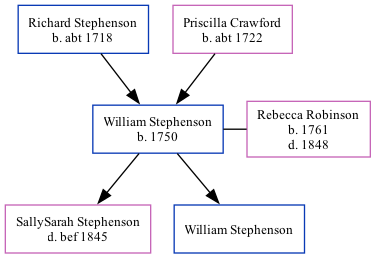 Richard Stephenson
b. abt 1718
Priscilla Crawford
b. abt 1722
William Stephenson
b. 1750
Rebecca Robinson
b. 1761
d. 1848
SallySarah Stephenson
d. bef 1845
William Stephenson